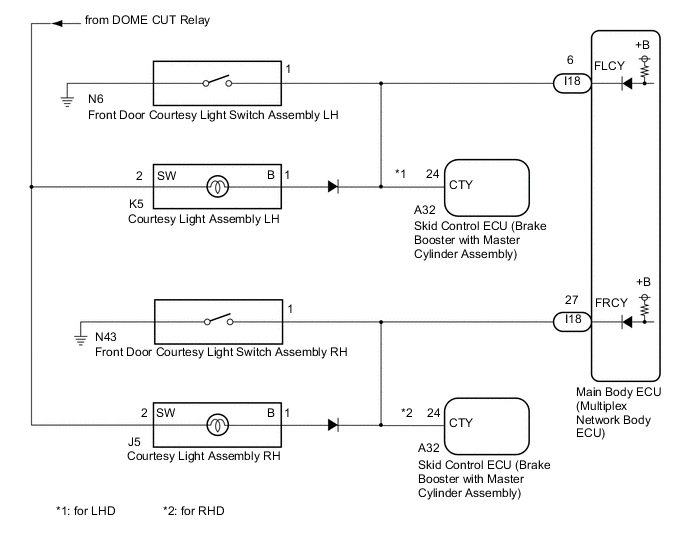 from DOME CUT Relay
+B
6
FLCY
1
I18
N6
Front Door Courtesy Light Switch Assembly LH
2
SW
B
1
*1
24
CTY
K5
Courtesy Light Assembly LH
A32
Skid Control ECU (Brake
Booster with Master
Cylinder Assembly)
+B
27
FRCY
1
I18
N43
Front Door Courtesy Light Switch Assembly RH
Main Body ECU
(Multiplex
Network Body
ECU)
2
SW
B
1
*2
24
CTY
J5
Courtesy Light Assembly RH
A32
Skid Control ECU (Brake
Booster with Master
Cylinder Assembly)
*1: for LHD
*2: for RHD